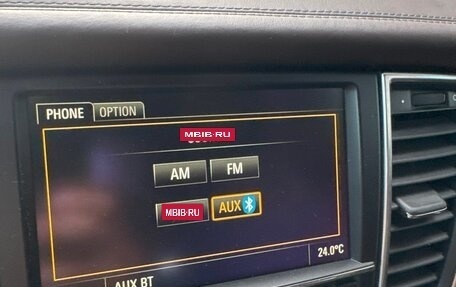 PHONE OPTION
MBIB·RU
AM FM
MBIB·RU AUX
24.0°C
AUX BT